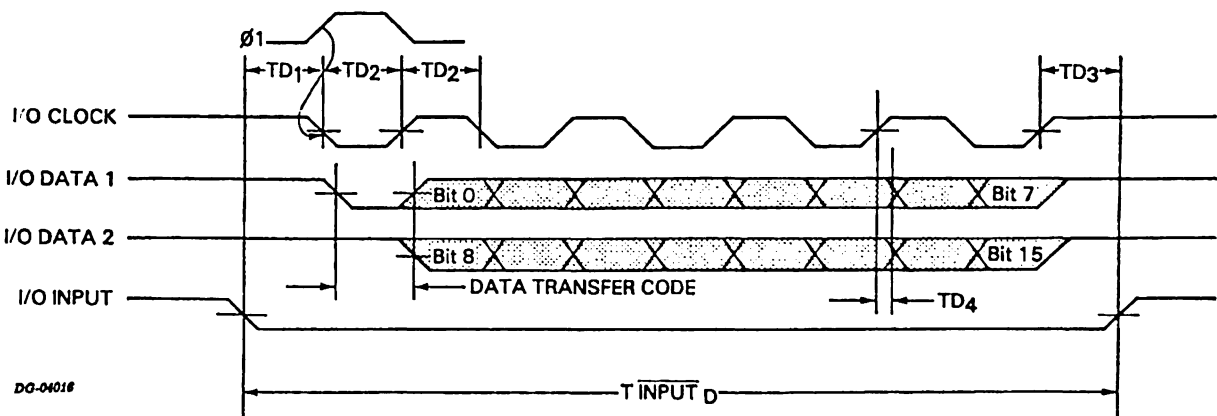 Ø1
TD1 TD2 TD2 TD3
I/O CLOCK
I/O DATA 1 Bit 0 Bit 7
I/O DATA 2 Bit 8 Bit 15
DATA TRANSFER CODE TD4
I/O INPUT
T INPUT D
DG-04016